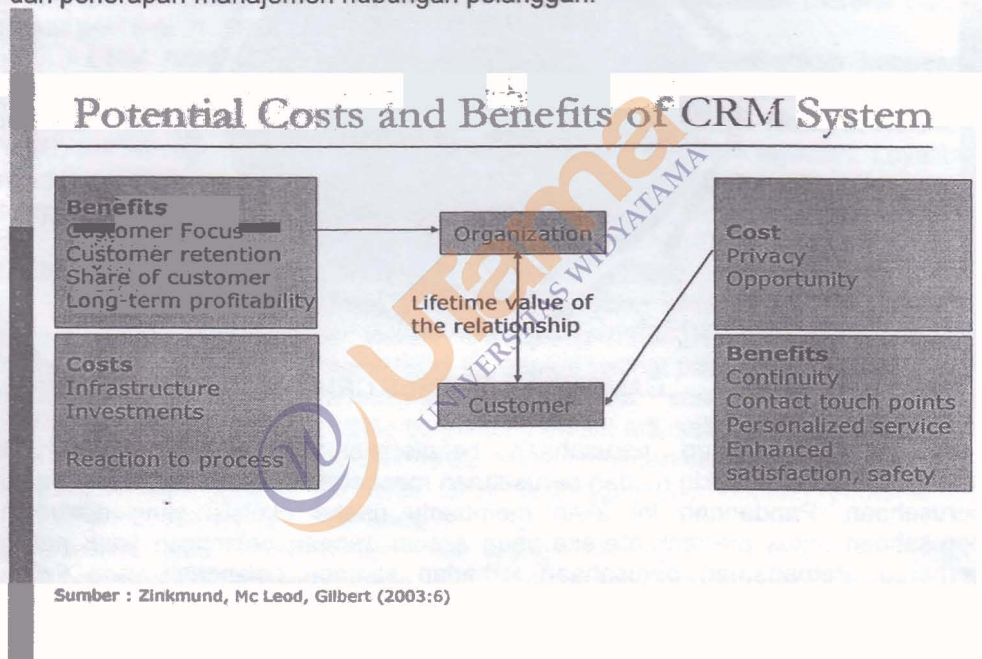 dan penerapan manajemen hubungan pelanggan.
Potential Costs and Benefits of CRM System
Benefits
Customer Focus
Customer retention
Share of customer
Long-term profitability
Costs
Infrastructure
Investments
Reaction to process
Organization
Lifetime value of
the relationship
Customer
Cost
Privacy
Opportunity
Benefits
Continuity
Contact touch points
Personalized service
Enhanced
satisfaction, safety
Utama
UNIVERSITAS WIDYATAMA
Sumber : Zinkmund, Mc Leod, Gilbert (2003:6)